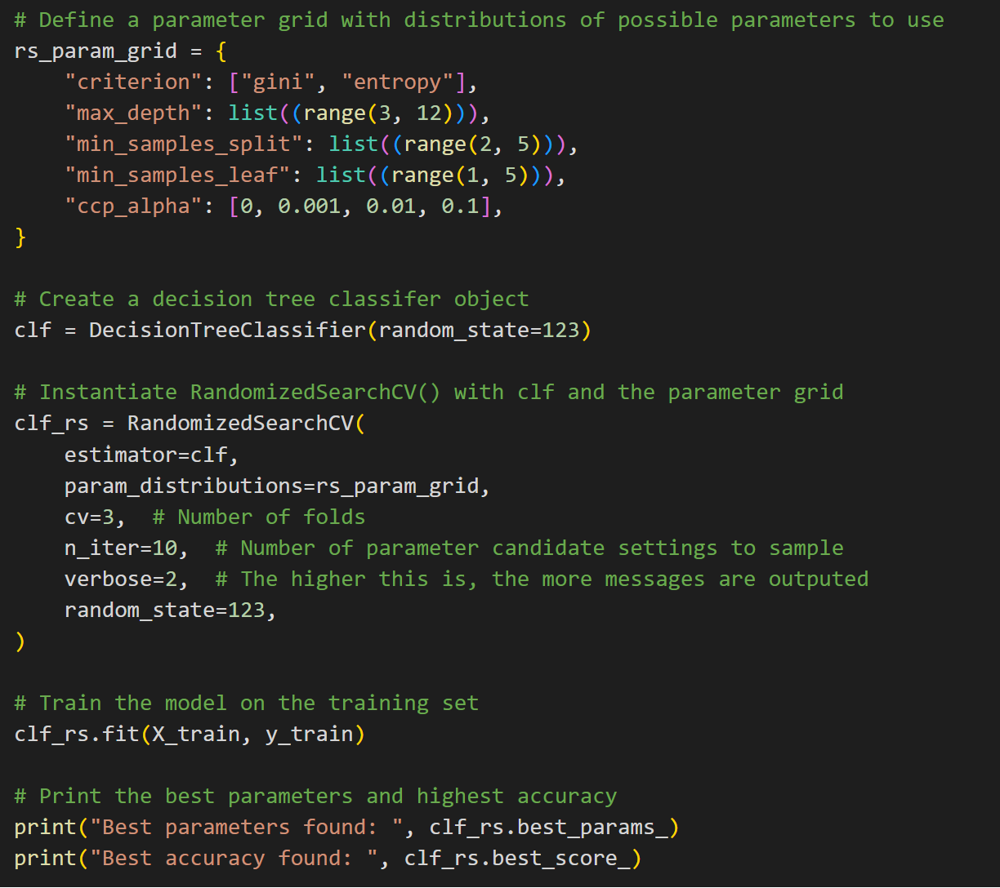 # Define a parameter grid with distributions of possible parameters to use
rs_param_grid = {
    "criterion": ["gini", "entropy"],
    "max_depth": list((range(3, 12))),
    "min_samples_split": list((range(2, 5))),
    "min_samples_leaf": list((range(1, 5))),
    "ccp_alpha": [0, 0.001, 0.01, 0.1],
}

# Create a decision tree classifer object
clf = DecisionTreeClassifier(random_state=123)

# Instantiate RandomizedSearchCV() with clf and the parameter grid
clf_rs = RandomizedSearchCV(
    estimator=clf,
    param_distributions=rs_param_grid,
    cv=3,  # Number of folds
    n_iter=10,  # Number of parameter candidate settings to sample
    verbose=2,  # The higher this is, the more messages are outputed
    random_state=123,
)

# Train the model on the training set
clf_rs.fit(X_train, y_train)

# Print the best parameters and highest accuracy
print("Best parameters found: ", clf_rs.best_params_)
print("Best accuracy found: ", clf_rs.best_score_)